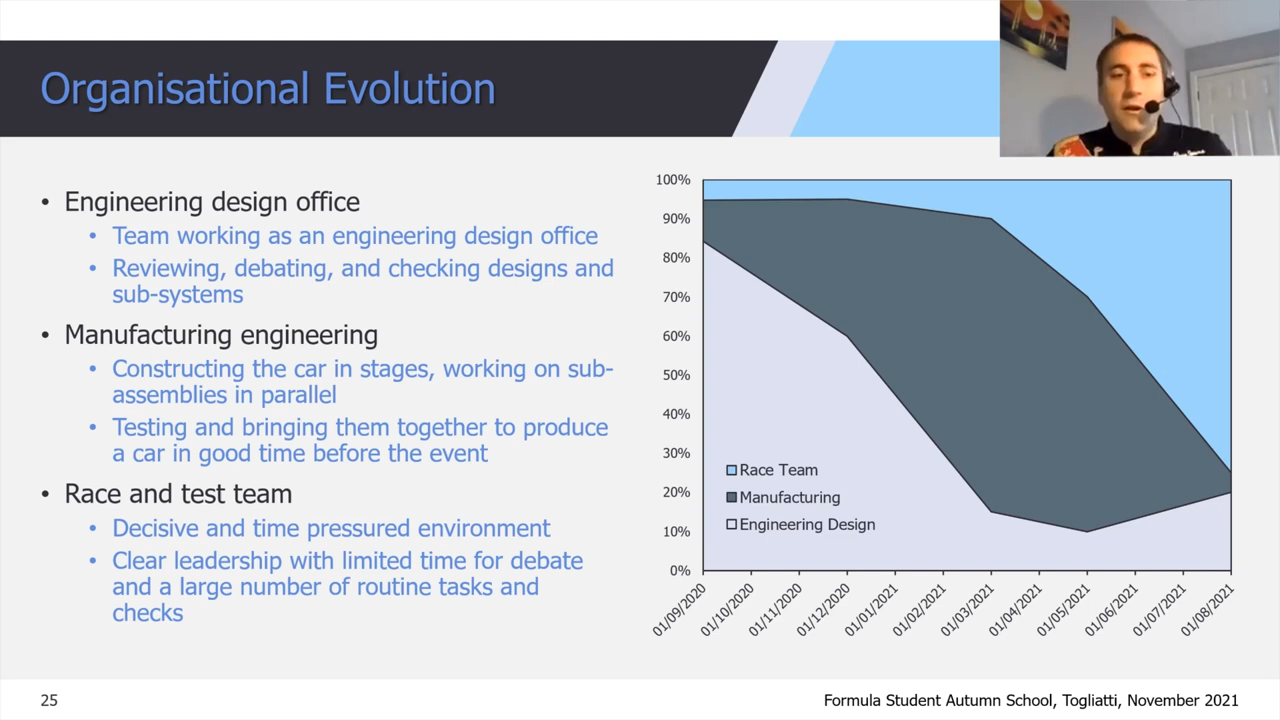 Organisational Evolution
• Engineering design office
• Team working as an engineering design office
• Reviewing, debating, and checking designs and
sub-systems
• Manufacturing engineering
• Constructing the car in stages, working on sub-
assemblies in parallel
• Testing and bringing them together to produce
a car in good time before the event
• Race and test team
• Decisive and time pressured environment
• Clear leadership with limited time for debate
and a large number of routine tasks and
checks
100%
90%
80%
70%
60%
50%
40%
30%
20%
10%
0%
Race Team
Manufacturing
Engineering Design
01/09/2020
01/10/2020
01/11/2020
01/12/2020
01/01/2021
01/02/2021
01/03/2021
01/04/2021
01/05/2021
01/06/2021
01/07/2021
01/08/2021
25
Formula Student Autumn School, Togliatti, November 2021